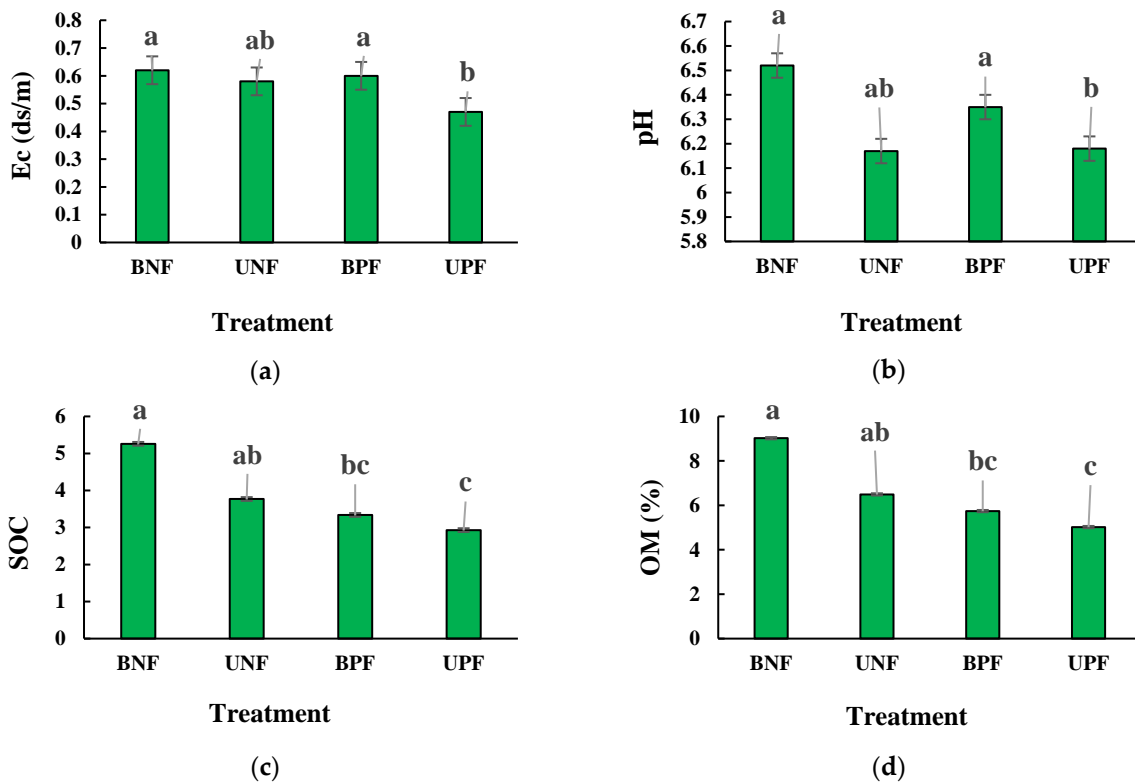 a
ab
a
b
Ec (ds/m)
0.8
0.7
0.6
0.5
0.4
0.3
0.2
0.1
0
BNF UNF BPF UPF
Treatment
(a)
a
ab
a
b
pH
6.7
6.6
6.5
6.4
6.3
6.2
6.1
6
5.9
5.8
BNF UNF BPF UPF
Treatment
(b)
a
ab
bc
c
SOC
6
5
4
3
2
1
0
BNF UNF BPF UPF
Treatment
(c)
a
ab
bc
c
OM (%)
10
8
6
4
2
0
BNF UNF BPF UPF
Treatment
(d)